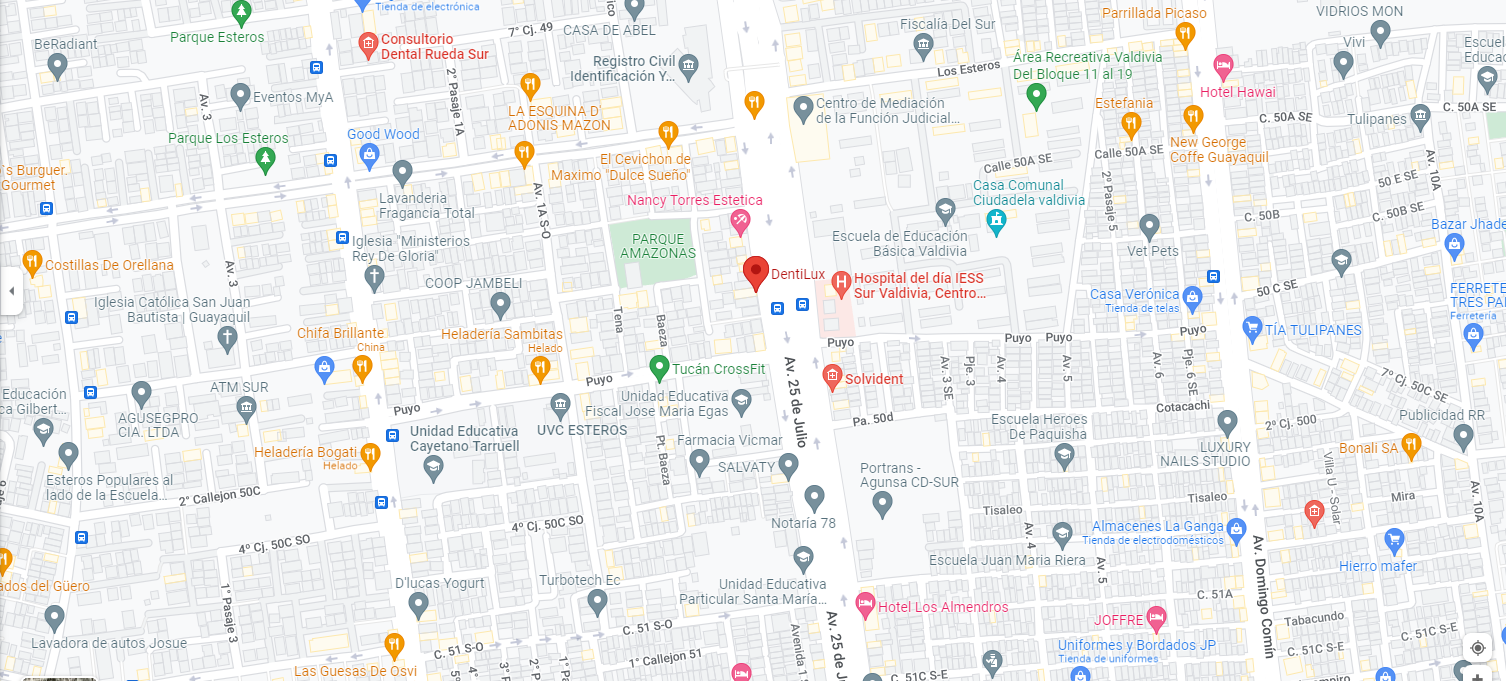 Tienda de electrónica
Parque Esteros
BeRadiant
Consultorio
Dental Rueda Sur
7° Cj. 49
CASA DE ABEL
Registro Civil
Identificación Y...
Fiscalía Del Sur
Parrillada Picaso
VIDRIOS MON
Vivi
Área Recreativa Valdivia
Del Bloque 11 al 19
Los Esteros
Hotel Hawai
Eventos MyA
Av. 3
2° Pasaje 1A
LA ESQUINA D'
ADONIS MAZON
Centro de Mediación
de la Función Judicial...
Estefania
C. 50A SE
C. 50A SE
Tulipanes
Parque Los Esteros
Good Wood
El Cevichon de
Maximo "Dulce Sueño"
New George
Coffe Guayaquil
Calle 50A SE
Calle 50A SE
Av. 10A
's Burguer.
Gourmet
Lavanderia
Fragancia Total
Av. 1A S-O
Nancy Torres Estetica
Casa Comunal
Ciudadela valdivia
2° Pasaje 5
50 E SE
C. 50B
C. 50B SE
Iglesia "Ministerios
Rey De Gloria"
PARQUE
AMAZONAS
Escuela de Educación
Básica Valdivia
Vet Pets
Bazar Jhade
Costillas De Orellana
Av. 3
COOP JAMBELI
DentiLux
Hospital del día IESS
Sur Valdivia, Centro...
50 C SE
Iglesia Católica San Juan
Bautista | Guayaquil
Casa Verónica
Tienda de telas
FERRETE
TRES PAI
Ferretería
Tena
Baeza
Chifa Brillante
China
Heladería Sambitas
Helado
Puyo
Puyo
Puyo
Puyo
TÍA TULIPANES
Tucán CrossFit
Av. 25 de Julio
Solvident
Av. 3 SE
Pje. 3
Av. 4
Av. 5
Av. 6
Pje. 6
7° Cj. 50C SE
Educación
ca Gilbert...
ATM SUR
Puyo
Puyo
AGUSEGPRO
CIA. LTDA
Unidad Educativa
Fiscal Jose Maria Egas
UVC ESTEROS
Pa. 50d
Escuela Heroes
De Paquisha
Cotacachi
2° Cj. 500
Publicidad RR
Unidad Educativa
Cayetano Tarruell
Farmacia Vicmar
Pt. Baeza
Heladería Bogati
Helado
SALVATY
Portrans -
Agunsa CD-SUR
LUXURY
NAILS STUDIO
Bonali SA
Villa U - Solar
Esteros Populares al
lado de la Escuela...
2° Callejon 50C
Tisaleo
Tisaleo
Mira
Av. 10A
4° Cj. 50C SO
4° Cj. 50C SO
Notaría 78
Av. 4
Almacenes La Ganga
Tienda de electrodomésticos
Escuela Juan Maria Riera
Av. 5
Av. Domingo Comín
Hierro mafer
ados del Güero
1° Pasaje 3
D'lucas Yogurt
Turbotech Ec
Unidad Educativa
Particular Santa María...
C. 51A
Hotel Los Almendros
JOFFRE
Tabacundo
Lavadora de autos Josue
C. 51 S-O
C. 51 S-O
Avenida 1
Av. 25 de Ju
Uniformes y Bordados JP
Tienda de uniformes
C. 51C SE
C. 51C SE
Las Guesas De Osvi
1° Callejon 51